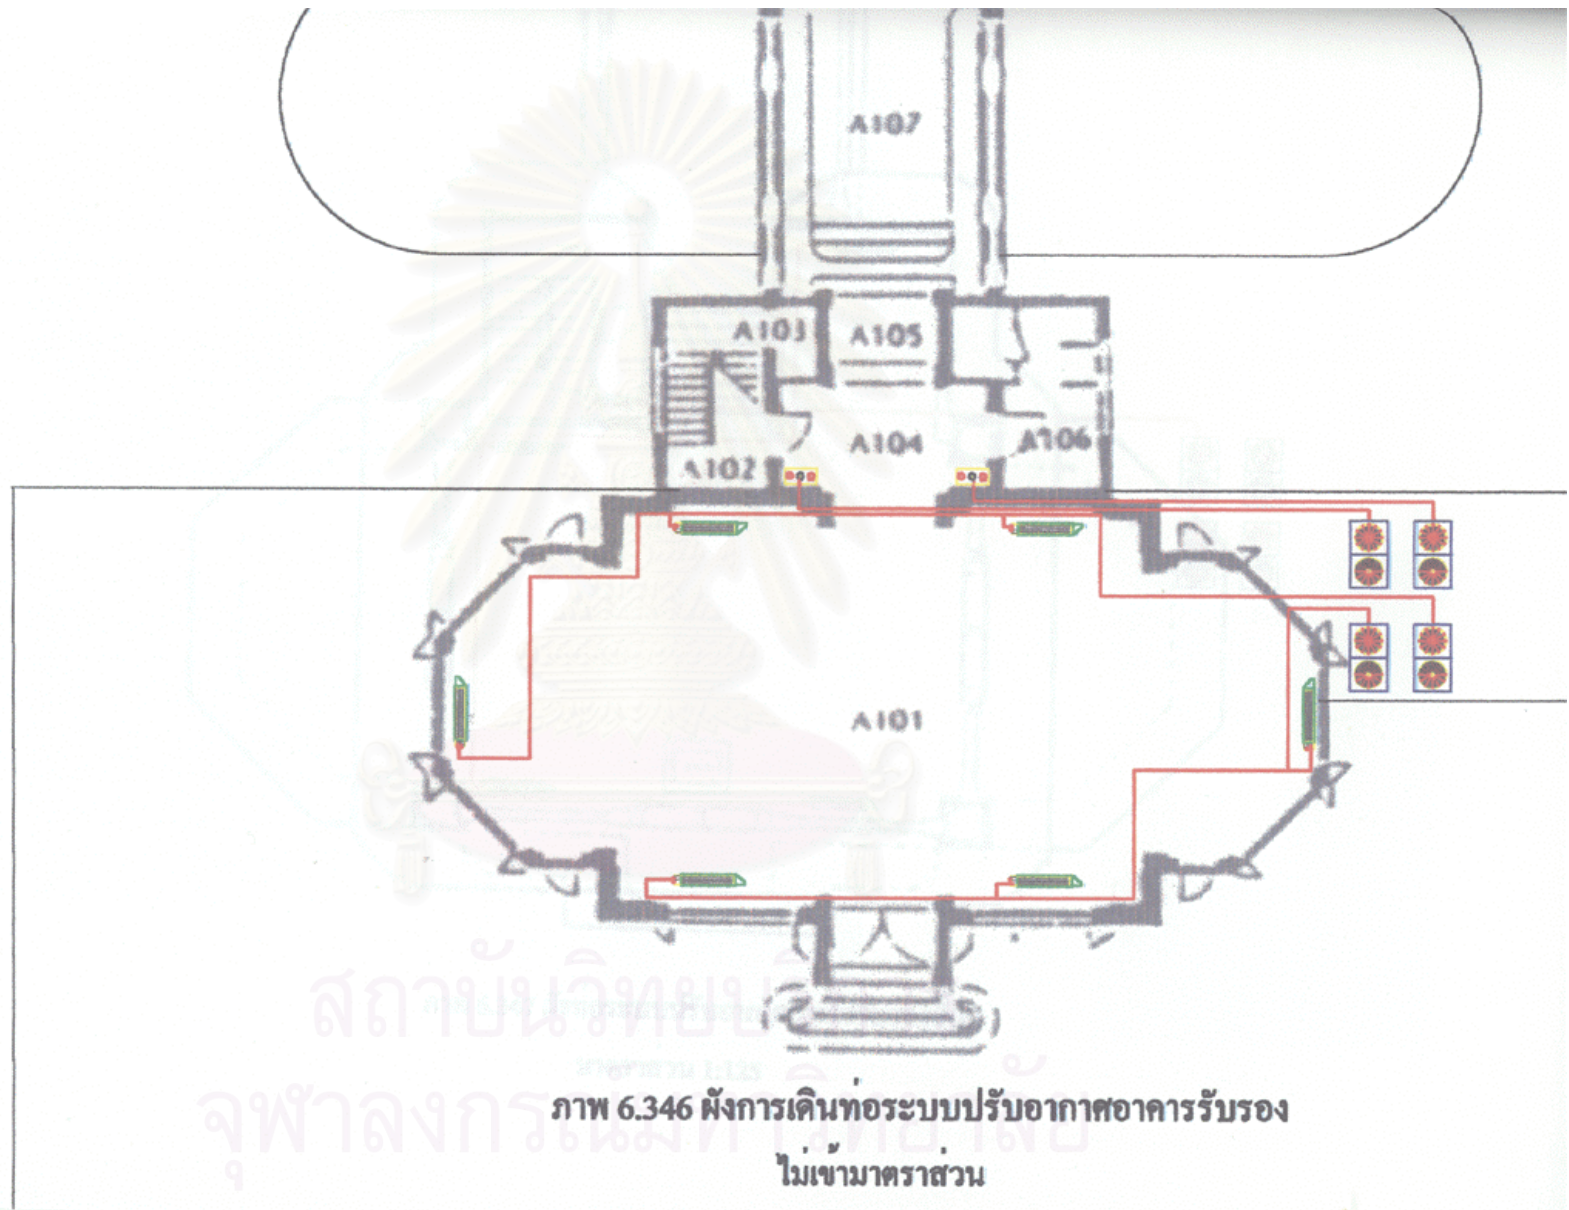 A107
A103
A105
A104
A106
A102
A101
สถาบันวิทยบริการ
จุฬาลงกรณ์มหาวิทยาลัย
ภาพ 6.346 ผังการเดินท่อระบบปรับอากาศอาคารรับรอง
ไม่เข้ามาตราส่วน